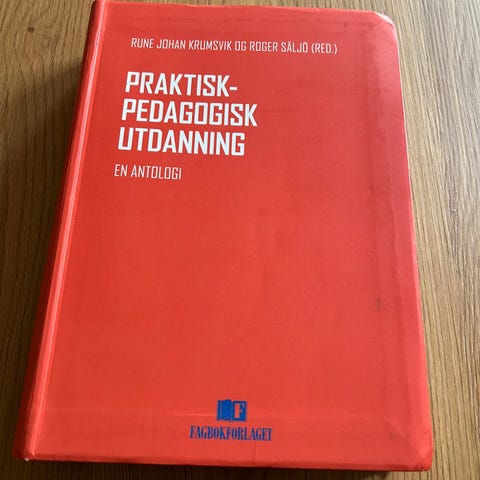 RUNE JOHAN KRUMSVIK OG ROGER SÄLJÖ (RED.)
PRAKTISK-
PEDAGOGISK
UTDANNING
EN ANTOLOGI
F
FAGBOKFORLAGET